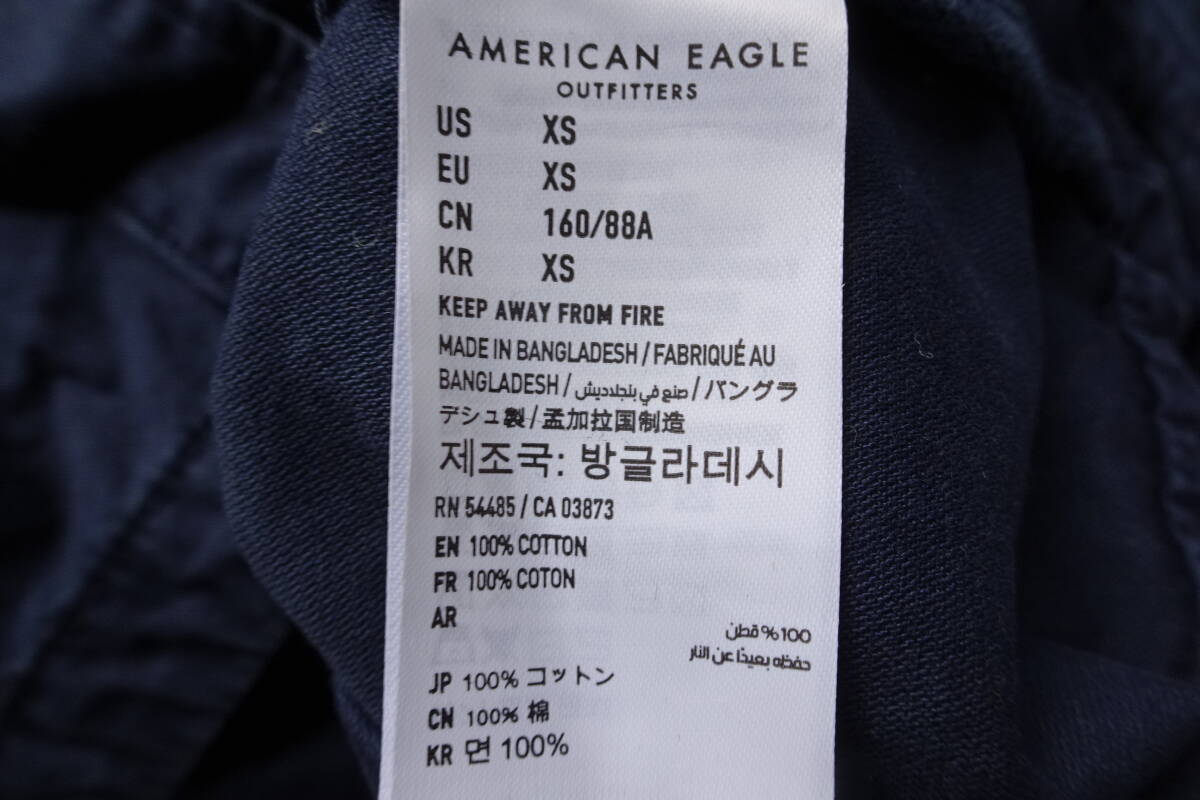 AMERICAN EAGLE
OUTFITTERS
US XS
EU XS
CN 160/88A
KR XS
KEEP AWAY FROM FIRE
MADE IN BANGLADESH / FABRIQUÉ AU
BANGLADESH / صنع في بنجلاديش / バングラ
デシュ製 / 孟加拉国制造
제조국: 방글라데시
RN 54485 / CA 03873
EN 100% COTTON
FR 100% COTON
AR
100% قطن
حفظه بعيدًا عن النار
JP 100% コットン
CN 100% 棉
KR 면 100%